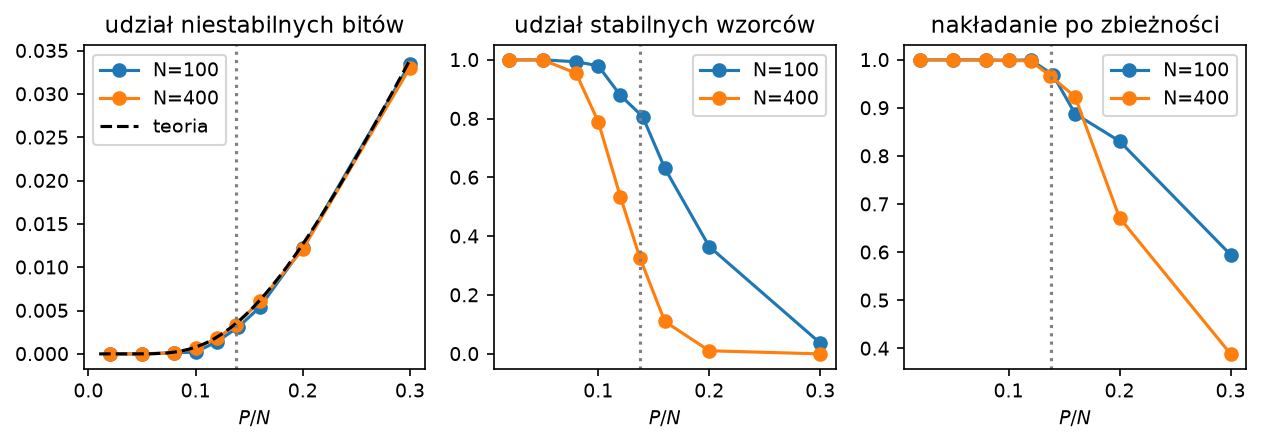 udział niestabilnych bitów
0.035
0.030
0.025
0.020
0.015
0.010
0.005
0.000
N=100
N=400
teoria
0.0
0.1
0.2
0.3
P/N
udział stabilnych wzorców
1.0
0.8
0.6
0.4
0.2
0.0
N=100
N=400
0.1
0.2
0.3
P/N
nakładanie po zbieżności
1.0
0.9
0.8
0.7
0.6
0.5
0.4
N=100
N=400
0.1
0.2
0.3
P/N